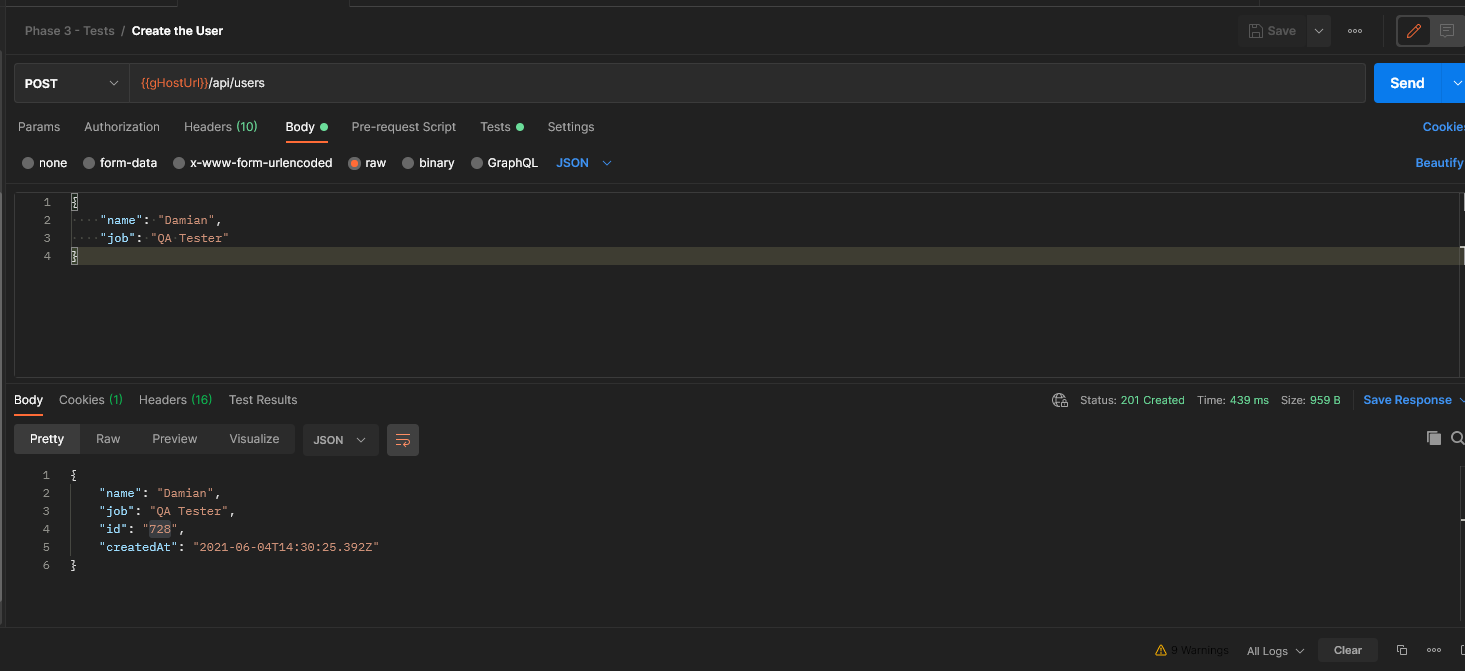 Phase 3 - Tests / Create the User
Save
POST {{gHostUrl}}/api/users Send
Params Authorization Headers (10) Body Pre-request Script Tests Settings Cookies
none form-data x-www-form-urlencoded raw binary GraphQL JSON Beautify
1 {
2 "name": "Damian",
3 "job": "QA Tester"
4 }
Body Cookies (1) Headers (16) Test Results Status: 201 Created Time: 439 ms Size: 959 B Save Response
Pretty Raw Preview Visualize JSON
1 {
2 "name": "Damian",
3 "job": "QA Tester",
4 "id": "728",
5 "createdAt": "2021-06-04T14:30:25.392Z"
6 }
9 Warnings All Logs Clear